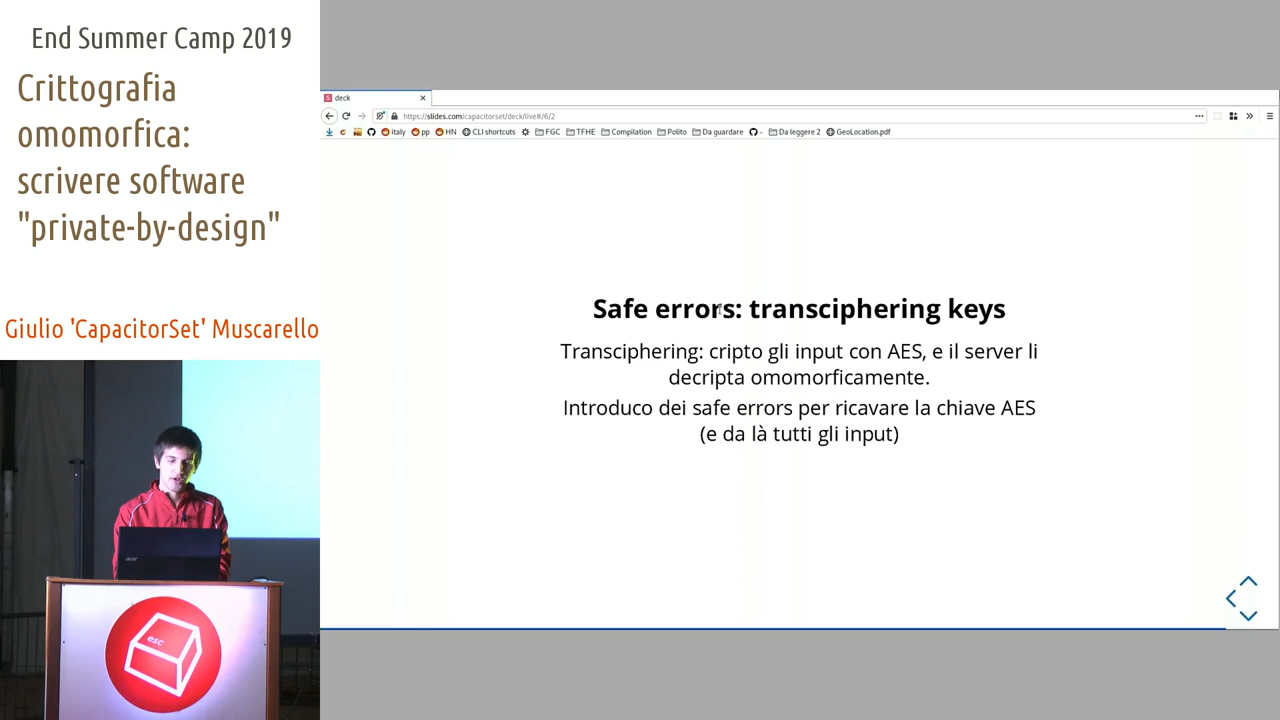 End Summer Camp 2019
Crittografia
omomorfica:
scrivere software
"private-by-design"
Giulio 'CapacitorSet' Muscarello
deck
https://slides.com/capacitorset/deck/live#/6/2
italy pp HN CLI shortcuts FGC TFHE Compilation Polito Da guardare - Da leggere 2 GeoLocation.pdf
Safe errors: transciphering keys
Transciphering: cripto gli input con AES, e il server li
decripta omomorficamente.
Introduco dei safe errors per ricavare la chiave AES
(e da là tutti gli input)
acer
esc